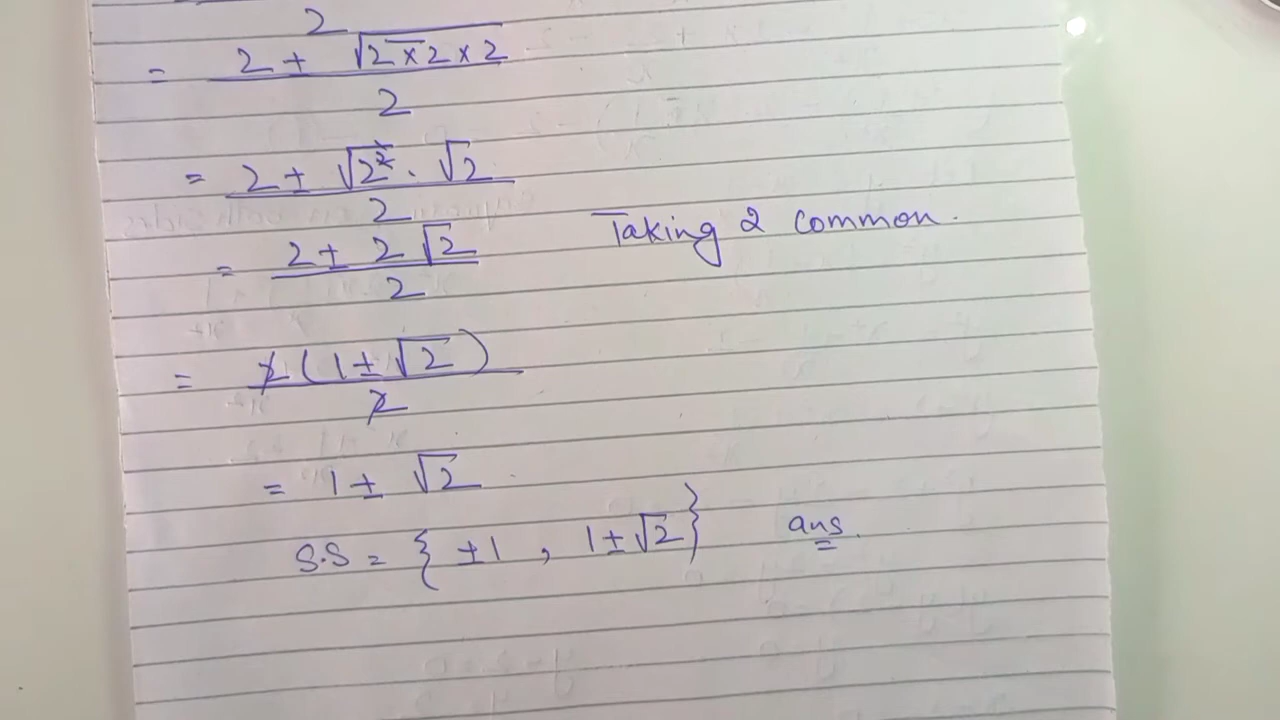 2
= 2 ± √2×2×2
2
= 2 ± √2² . √2
2
= 2 ± 2 √2
2
Taking 2 common.
= 2 ( 1 ± √2 )
2
= 1 ± √2
S.S = { ±1 , 1±√2 } ans.